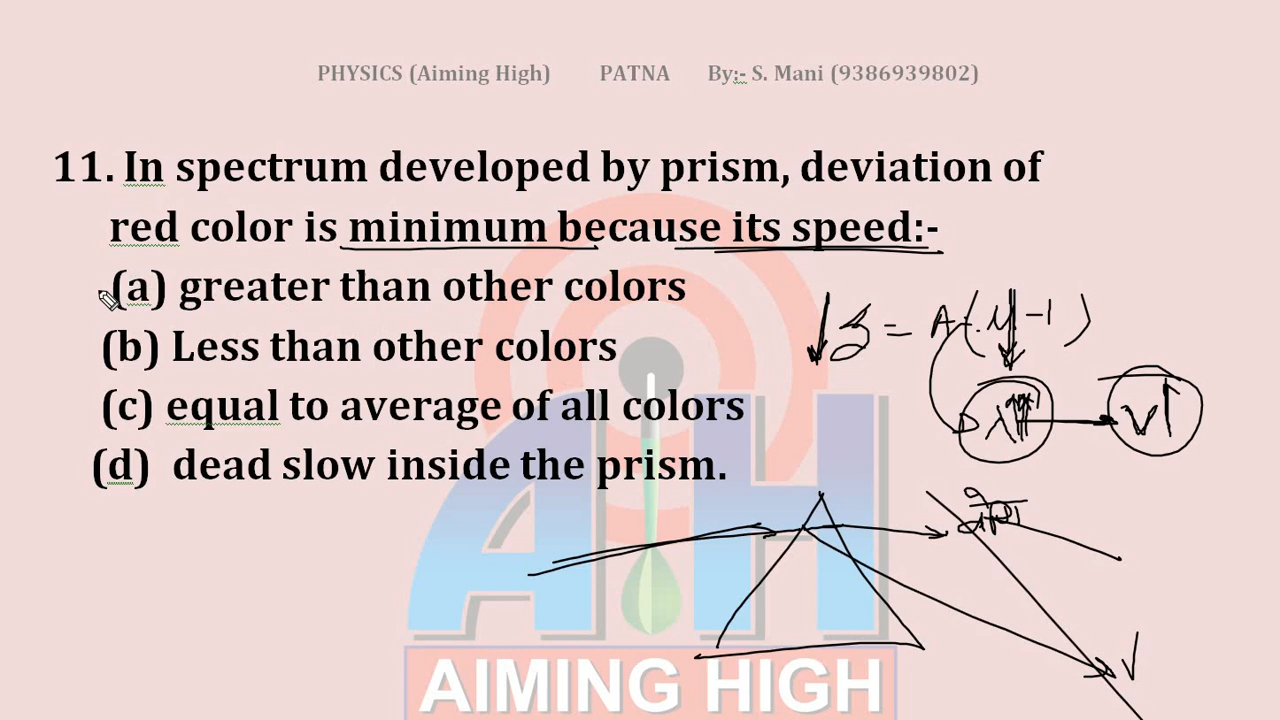 PHYSICS (Aiming High) PATNA By:- S. Mani (9386939802)
11. In spectrum developed by prism, deviation of
red color is minimum because its speed:-
(a) greater than other colors
(b) Less than other colors
(c) equal to average of all colors
(d) dead slow inside the prism.
δ = A (μ -1)
V
AIMING HIGH